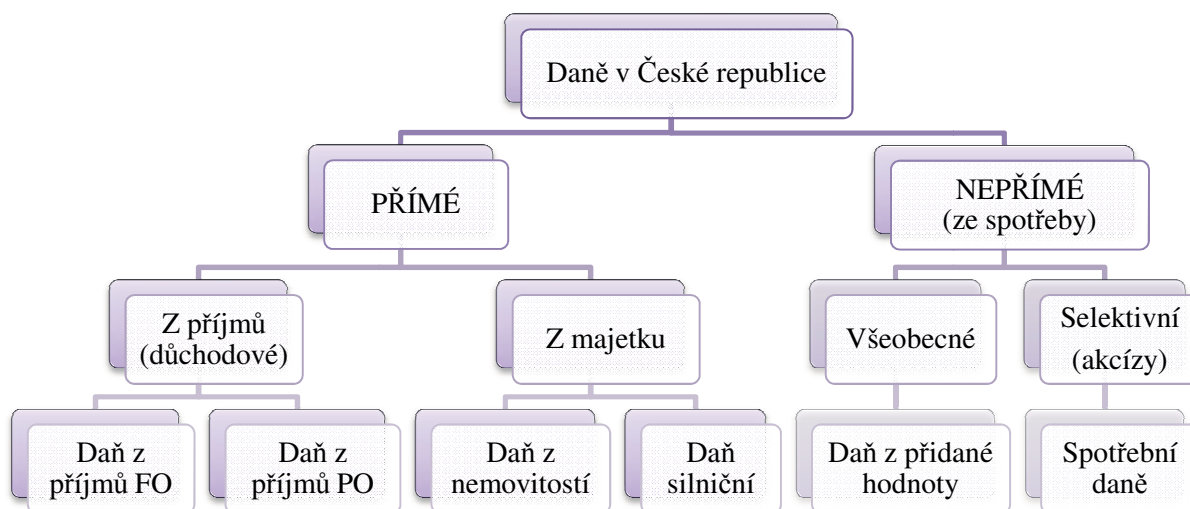 Daně v České republice
PŘÍMÉ
NEPŘÍMÉ
(ze spotřeby)
Z příjmů
(důchodové)
Z majetku
Všeobecné
Selektivní
(akcízy)
Daň z
příjmů FO
Daň z
příjmů PO
Daň z
nemovitostí
Daň
silniční
Daň z přidané
hodnoty
Spotřební
daně